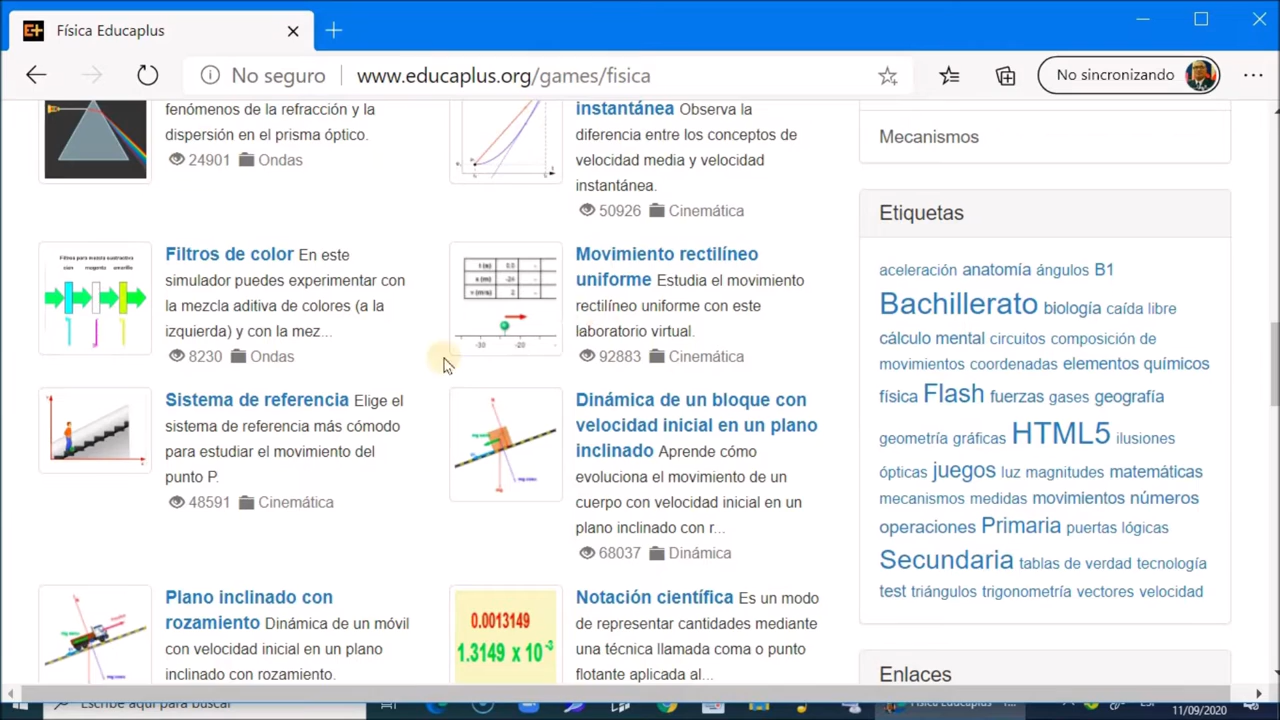 Física Educaplus
No seguro
www.educaplus.org/games/fisica
No sincronizando
fenómenos de la refracción y la
dispersión en el prisma óptico.
24901 Ondas
instantánea Observa la
diferencia entre los conceptos de
velocidad media y velocidad
instantánea.
50926 Cinemática
Filtros de color En este
simulador puedes experimentar con
la mezcla aditiva de colores (a la
izquierda) y con la mez...
8230 Ondas
Movimiento rectilíneo
uniforme Estudia el movimiento
rectilíneo uniforme con este
laboratorio virtual.
92883 Cinemática
Sistema de referencia Elige el
sistema de referencia más cómodo
para estudiar el movimiento del
punto P.
48591 Cinemática
Dinámica de un bloque con
velocidad inicial en un plano
inclinado Aprende cómo
evoluciona el movimiento de un
cuerpo con velocidad inicial en un
plano inclinado con r...
68037 Dinámica
Plano inclinado con
rozamiento Dinámica de un móvil
con velocidad inicial en un plano
inclinado con rozamiento.
0.0013149
1.3149 x 10⁻³
Notación científica Es un modo
de representar cantidades mediante
una técnica llamada coma o punto
flotante aplicada al...
Mecanismos
Etiquetas
aceleración anatomía ángulos B1
Bachillerato biología caída libre
cálculo mental circuitos composición de
movimientos coordenadas elementos químicos
física Flash fuerzas gases geografía
geometría gráficas HTML5 ilusiones
ópticas juegos luz magnitudes matemáticas
mecanismos medidas movimientos números
operaciones Primaria puertas lógicas
Secundaria tablas de verdad tecnología
test triángulos trigonometría vectores velocidad
Enlaces
Escribe aquí para buscar
Física Educaplus
11/09/2020